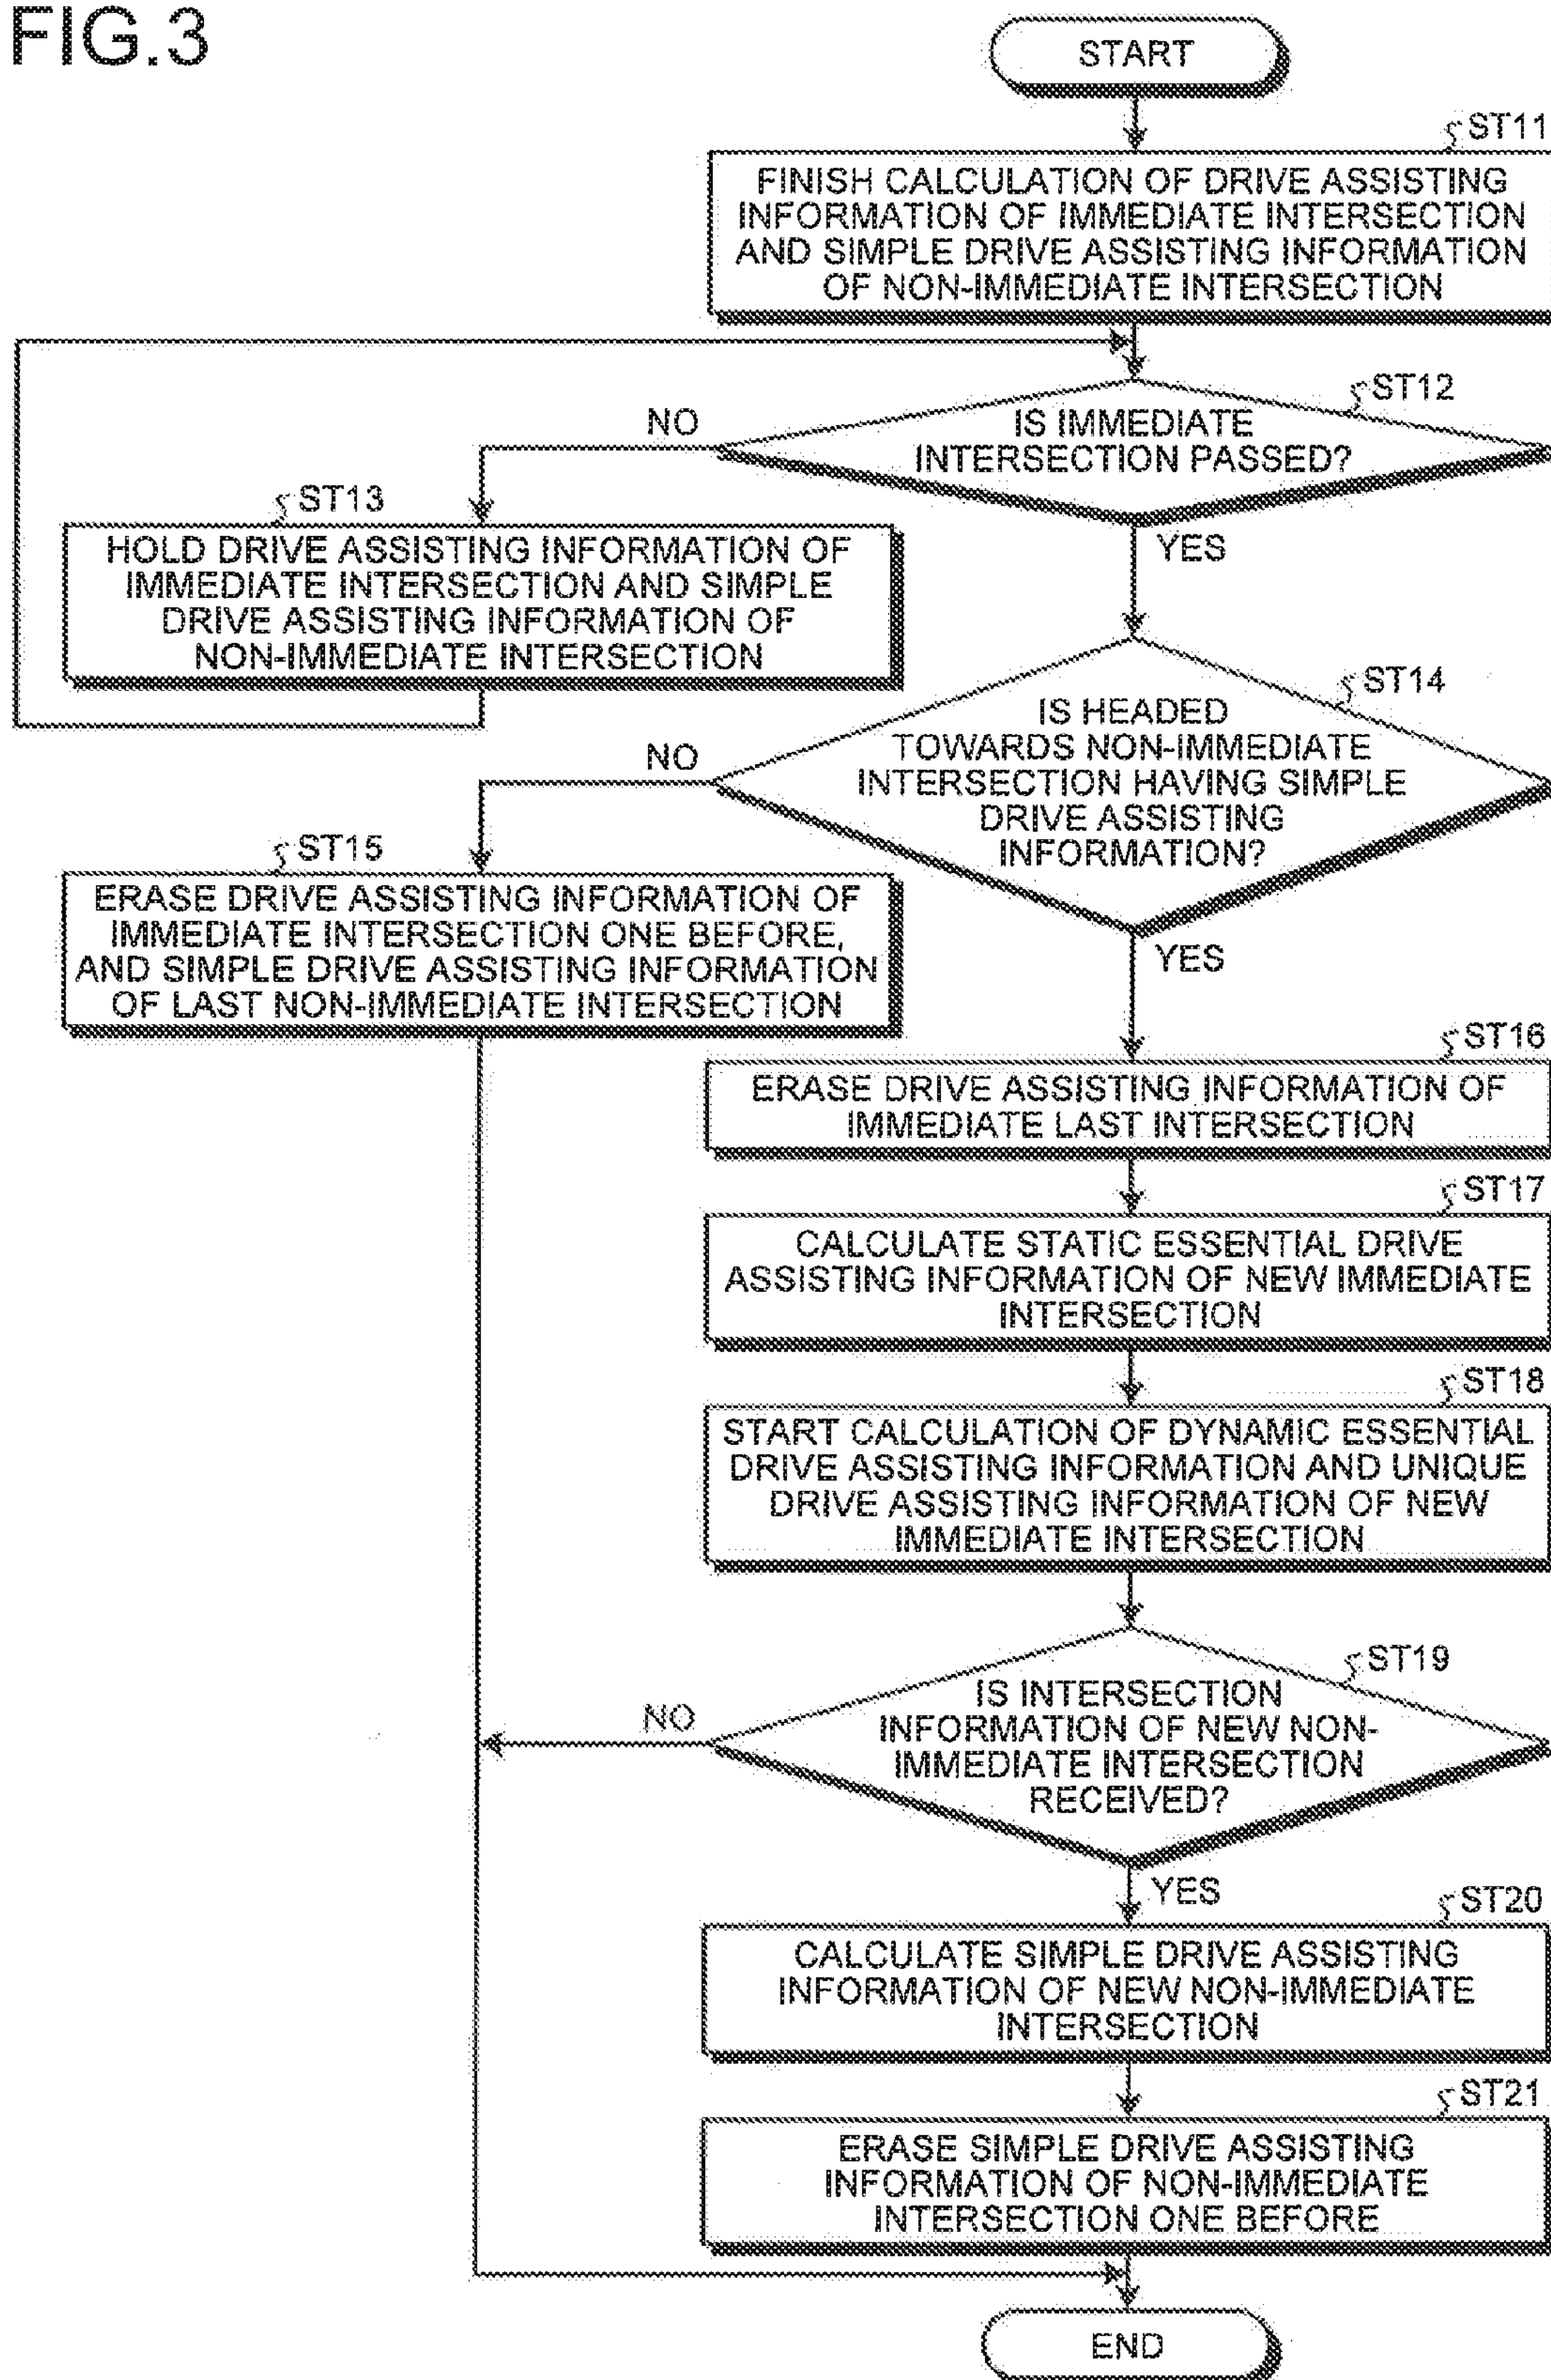 FIG.3
START
ST11
FINISH CALCULATION OF DRIVE ASSISTING
INFORMATION OF IMMEDIATE INTERSECTION
AND SIMPLE DRIVE ASSISTING INFORMATION
OF NON-IMMEDIATE INTERSECTION
ST12
IS IMMEDIATE
INTERSECTION PASSED?
NO
YES
ST13
HOLD DRIVE ASSISTING INFORMATION OF
IMMEDIATE INTERSECTION AND SIMPLE
DRIVE ASSISTING INFORMATION OF
NON-IMMEDIATE INTERSECTION
ST14
IS HEADED
TOWARDS NON-IMMEDIATE
INTERSECTION HAVING SIMPLE
DRIVE ASSISTING
INFORMATION?
NO
YES
ST15
ERASE DRIVE ASSISTING INFORMATION OF
IMMEDIATE INTERSECTION ONE BEFORE,
AND SIMPLE DRIVE ASSISTING INFORMATION
OF LAST NON-IMMEDIATE INTERSECTION
ST16
ERASE DRIVE ASSISTING INFORMATION OF
IMMEDIATE LAST INTERSECTION
ST17
CALCULATE STATIC ESSENTIAL DRIVE
ASSISTING INFORMATION OF NEW IMMEDIATE
INTERSECTION
ST18
START CALCULATION OF DYNAMIC ESSENTIAL
DRIVE ASSISTING INFORMATION AND UNIQUE
DRIVE ASSISTING INFORMATION OF NEW
IMMEDIATE INTERSECTION
ST19
IS INTERSECTION
INFORMATION OF NEW NON-
IMMEDIATE INTERSECTION
RECEIVED?
NO
YES
ST20
CALCULATE SIMPLE DRIVE ASSISTING
INFORMATION OF NEW NON-IMMEDIATE
INTERSECTION
ST21
ERASE SIMPLE DRIVE ASSISTING
INFORMATION OF NON-IMMEDIATE
INTERSECTION ONE BEFORE
END